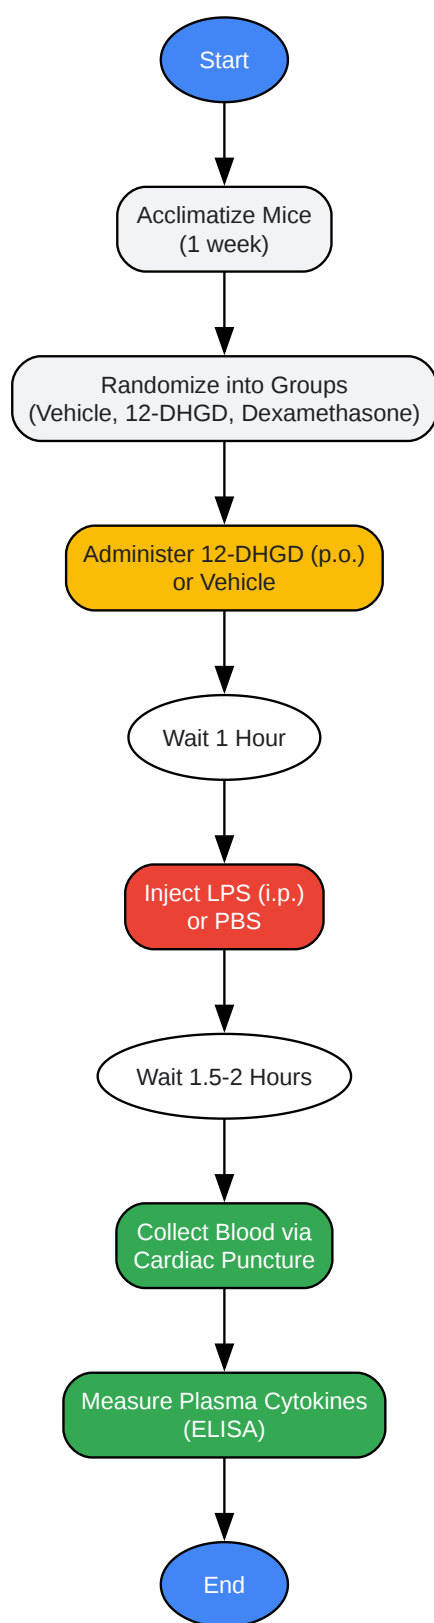 Start
Acclimatize Mice
(1 week)
Randomize into Groups
(Vehicle, 12-DHGD, Dexamethasone)
Administer 12-DHGD (p.o.)
or Vehicle
Wait 1 Hour
Inject LPS (i.p.)
or PBS
Wait 1.5-2 Hours
Collect Blood via
Cardiac Puncture
Measure Plasma Cytokines
(ELISA)
End